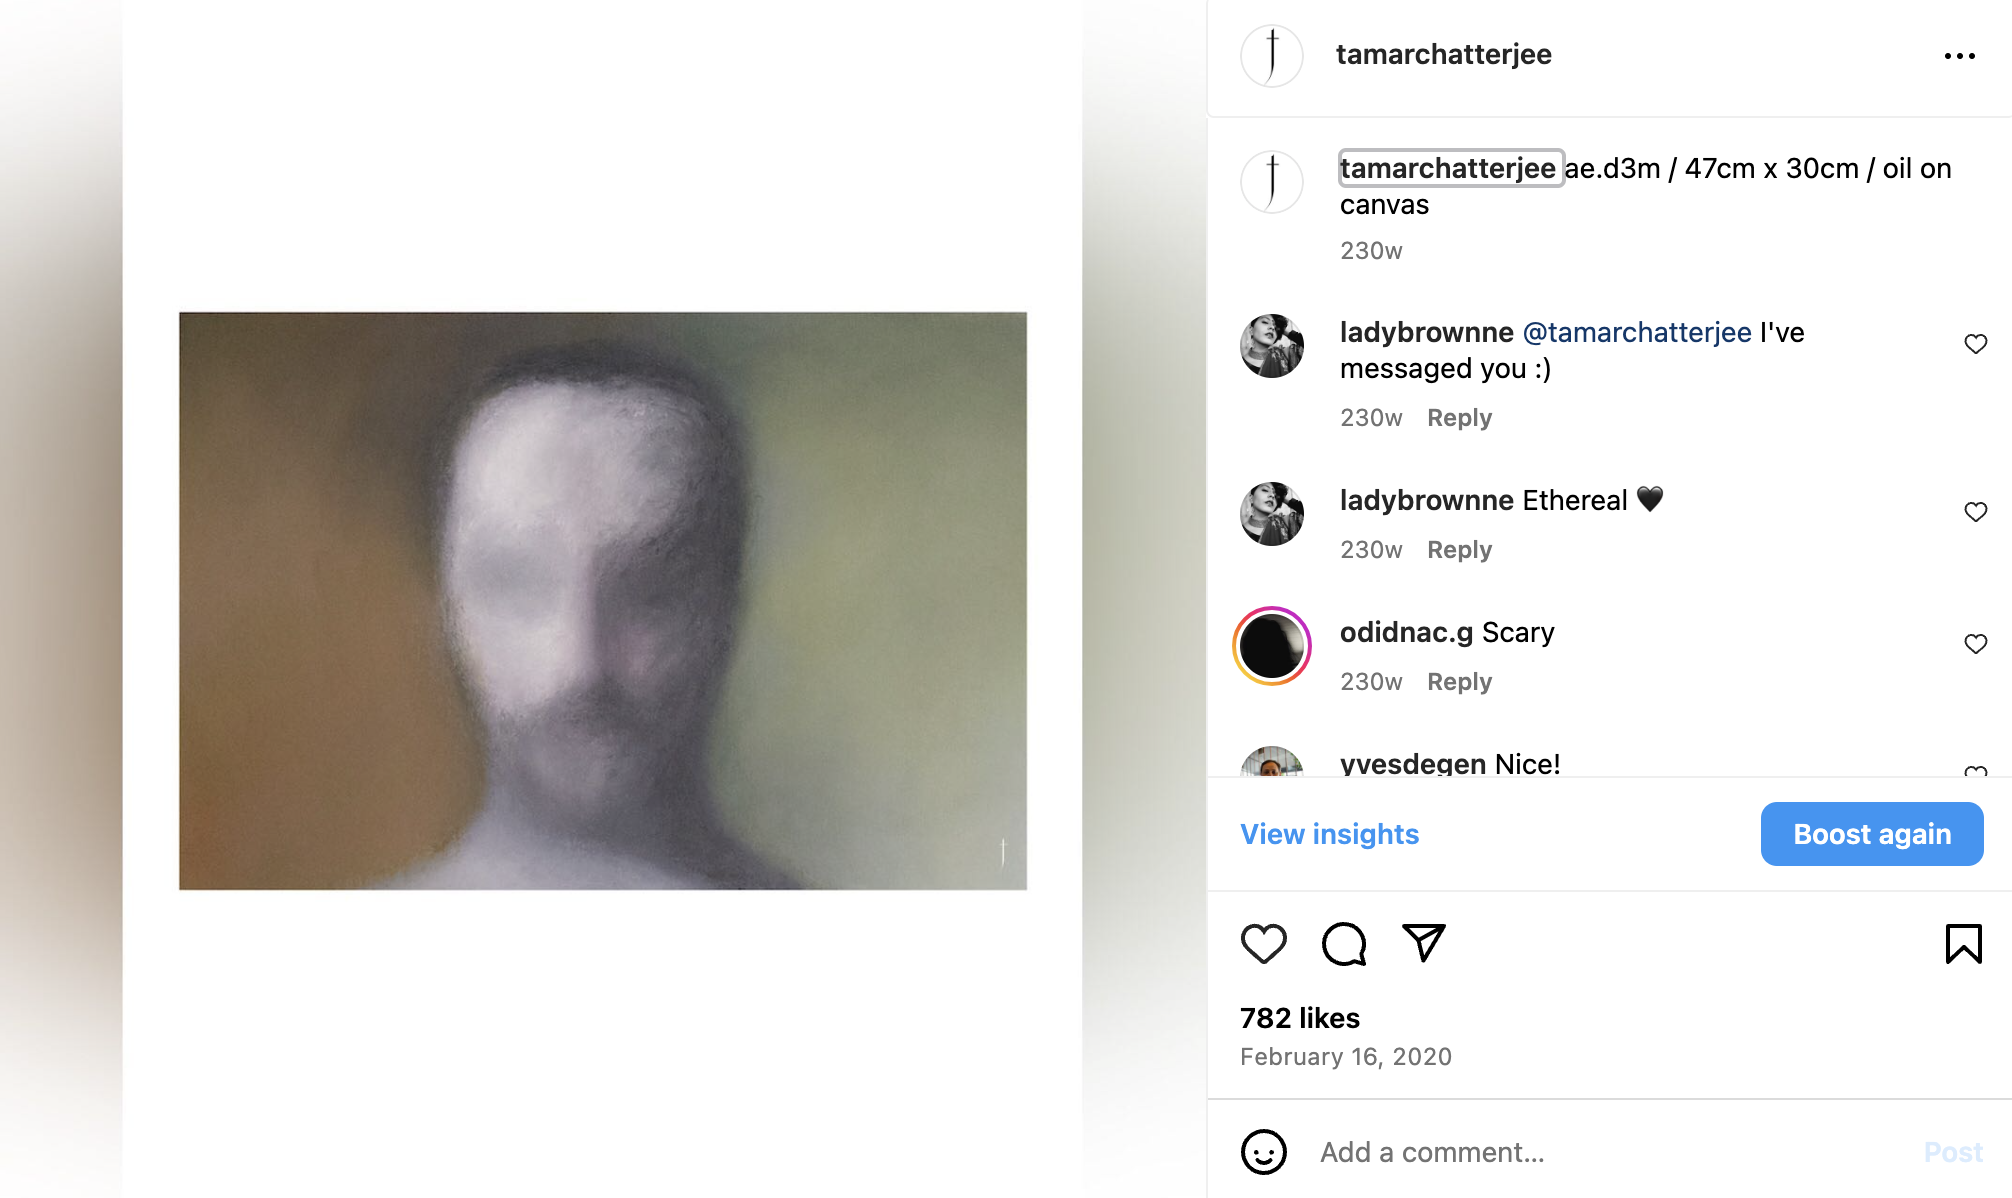 tamarchatterjee
tamarchatterjee ae.d3m / 47cm x 30cm / oil on
canvas
230w
ladybrownne @tamarchatterjee I've
messaged you :)
230w Reply
ladybrownne Ethereal 🖤
230w Reply
odidnac.g Scary
230w Reply
yvesdegen Nice!
View insights
Boost again
782 likes
February 16, 2020
Add a comment...
Post